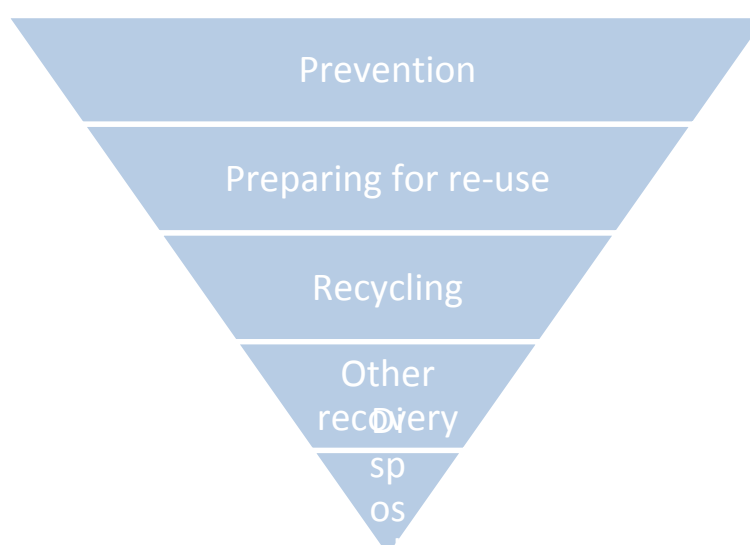 Prevention
Preparing for re-use
Recycling
Other
recovery
Di
sp
os